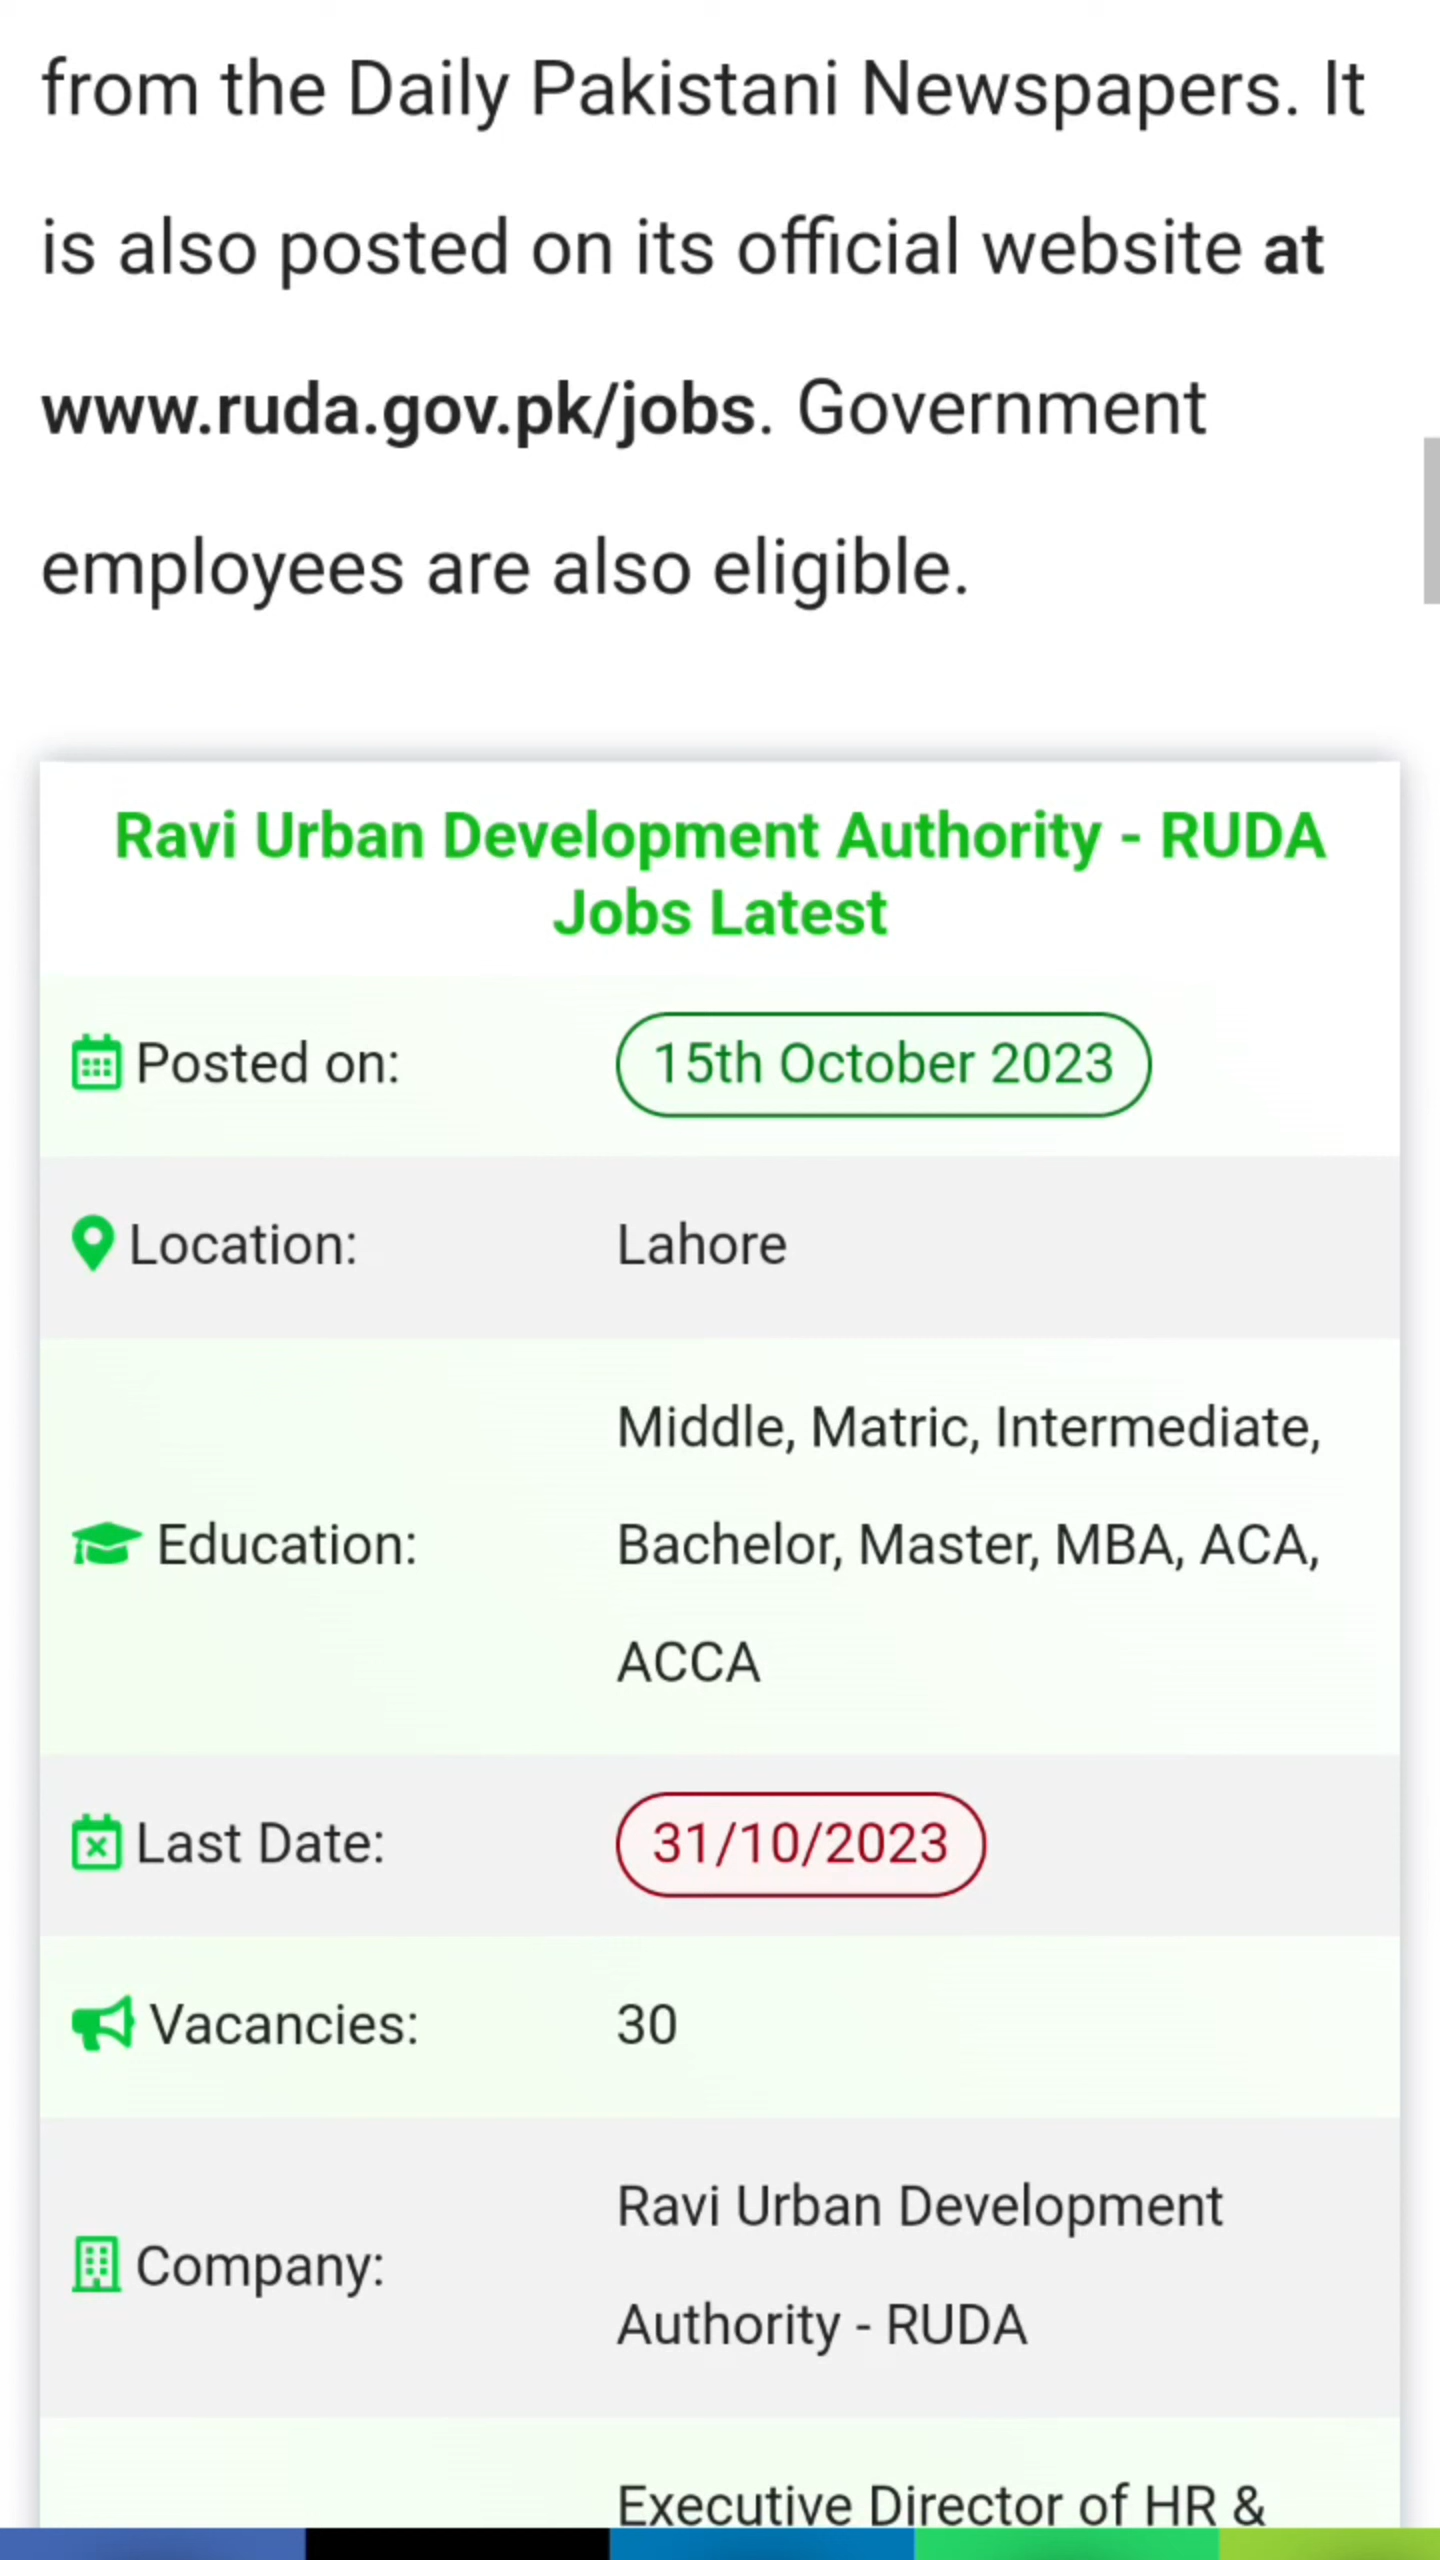 from the Daily Pakistani Newspapers. It
is also posted on its official website at
www.ruda.gov.pk/jobs. Government
employees are also eligible.
Ravi Urban Development Authority - RUDA
Jobs Latest
Posted on: 15th October 2023
Location: Lahore
Education: Middle, Matric, Intermediate,
Bachelor, Master, MBA, ACA,
ACCA
Last Date: 31/10/2023
Vacancies: 30
Company: Ravi Urban Development
Authority - RUDA
Executive Director of HR &